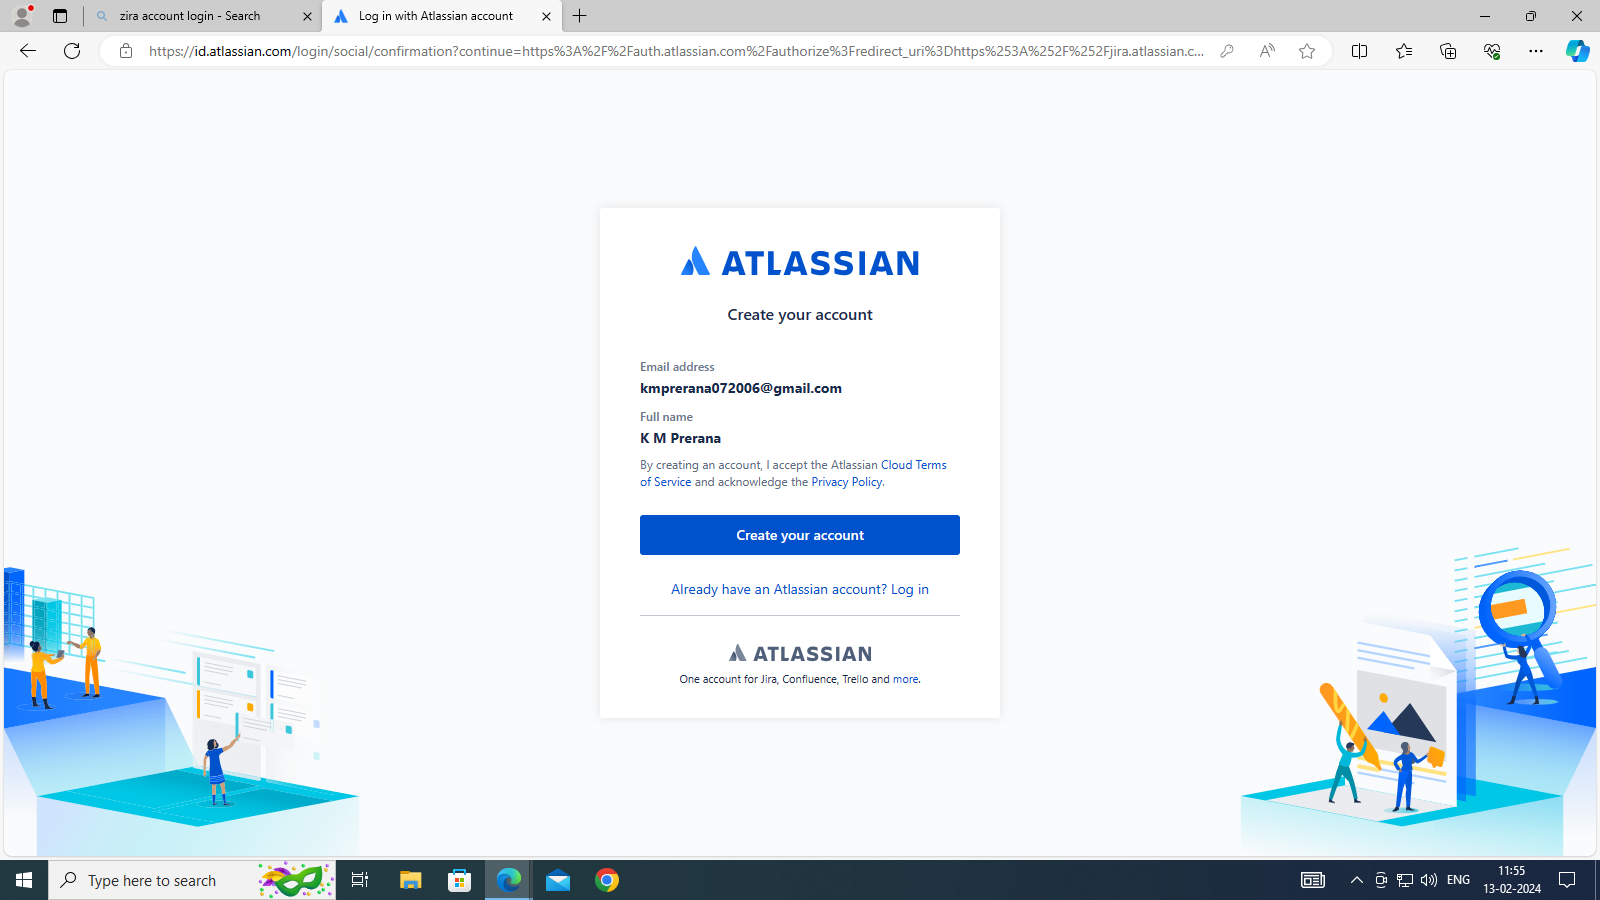 zira account login - Search
Log in with Atlassian account
https://id.atlassian.com/login/social/confirmation?continue=https%3A%2F%2Fauth.atlassian.com%2Fauthorize%3Fredirect_uri%3Dhttps%253A%252F%252Fjira.atlassian.c...
ATLASSIAN
Create your account
Email address
kmprerana072006@gmail.com
Full name
K M Prerana
By creating an account, I accept the Atlassian Cloud Terms
of Service and acknowledge the Privacy Policy.
Create your account
Already have an Atlassian account? Log in
ATLASSIAN
One account for Jira, Confluence, Trello and more.
Type here to search
ENG
11:55
13-02-2024